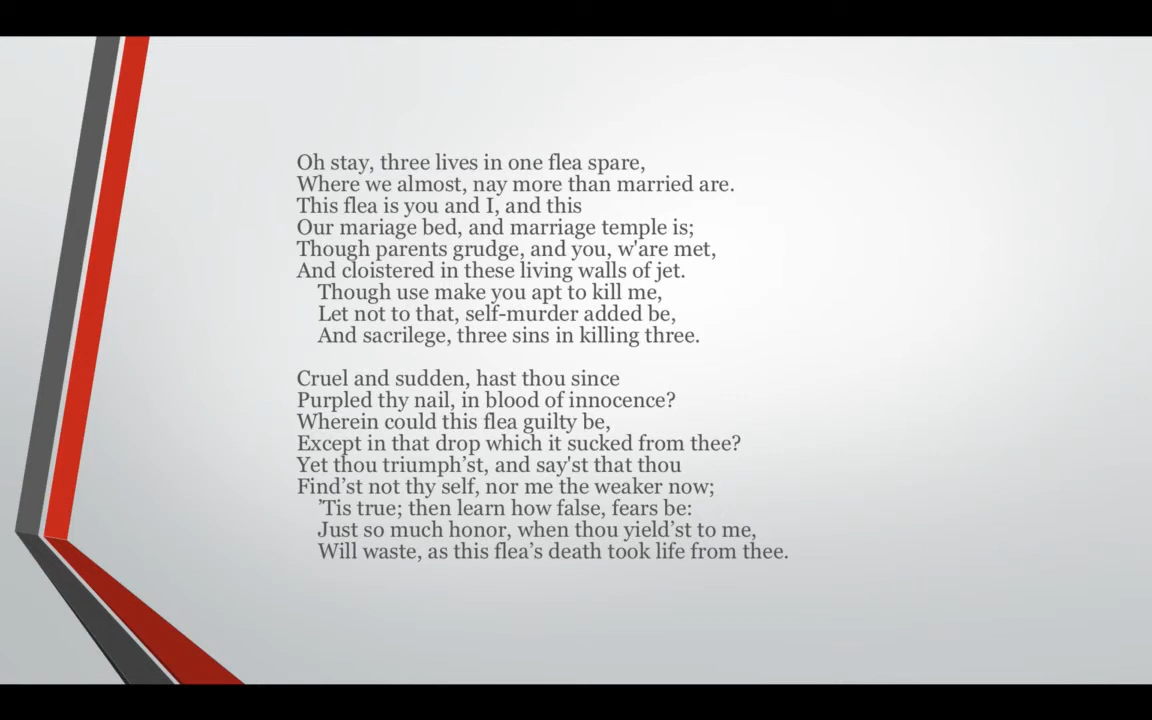 Oh stay, three lives in one flea spare,
Where we almost, nay more than married are.
This flea is you and I, and this
Our mariage bed, and marriage temple is;
Though parents grudge, and you, w'are met,
And cloistered in these living walls of jet.
Though use make you apt to kill me,
Let not to that, self-murder added be,
And sacrilege, three sins in killing three.
Cruel and sudden, hast thou since
Purpled thy nail, in blood of innocence?
Wherein could this flea guilty be,
Except in that drop which it sucked from thee?
Yet thou triumph’st, and say'st that thou
Find’st not thy self, nor me the weaker now;
’Tis true; then learn how false, fears be:
Just so much honor, when thou yield’st to me,
Will waste, as this flea’s death took life from thee.